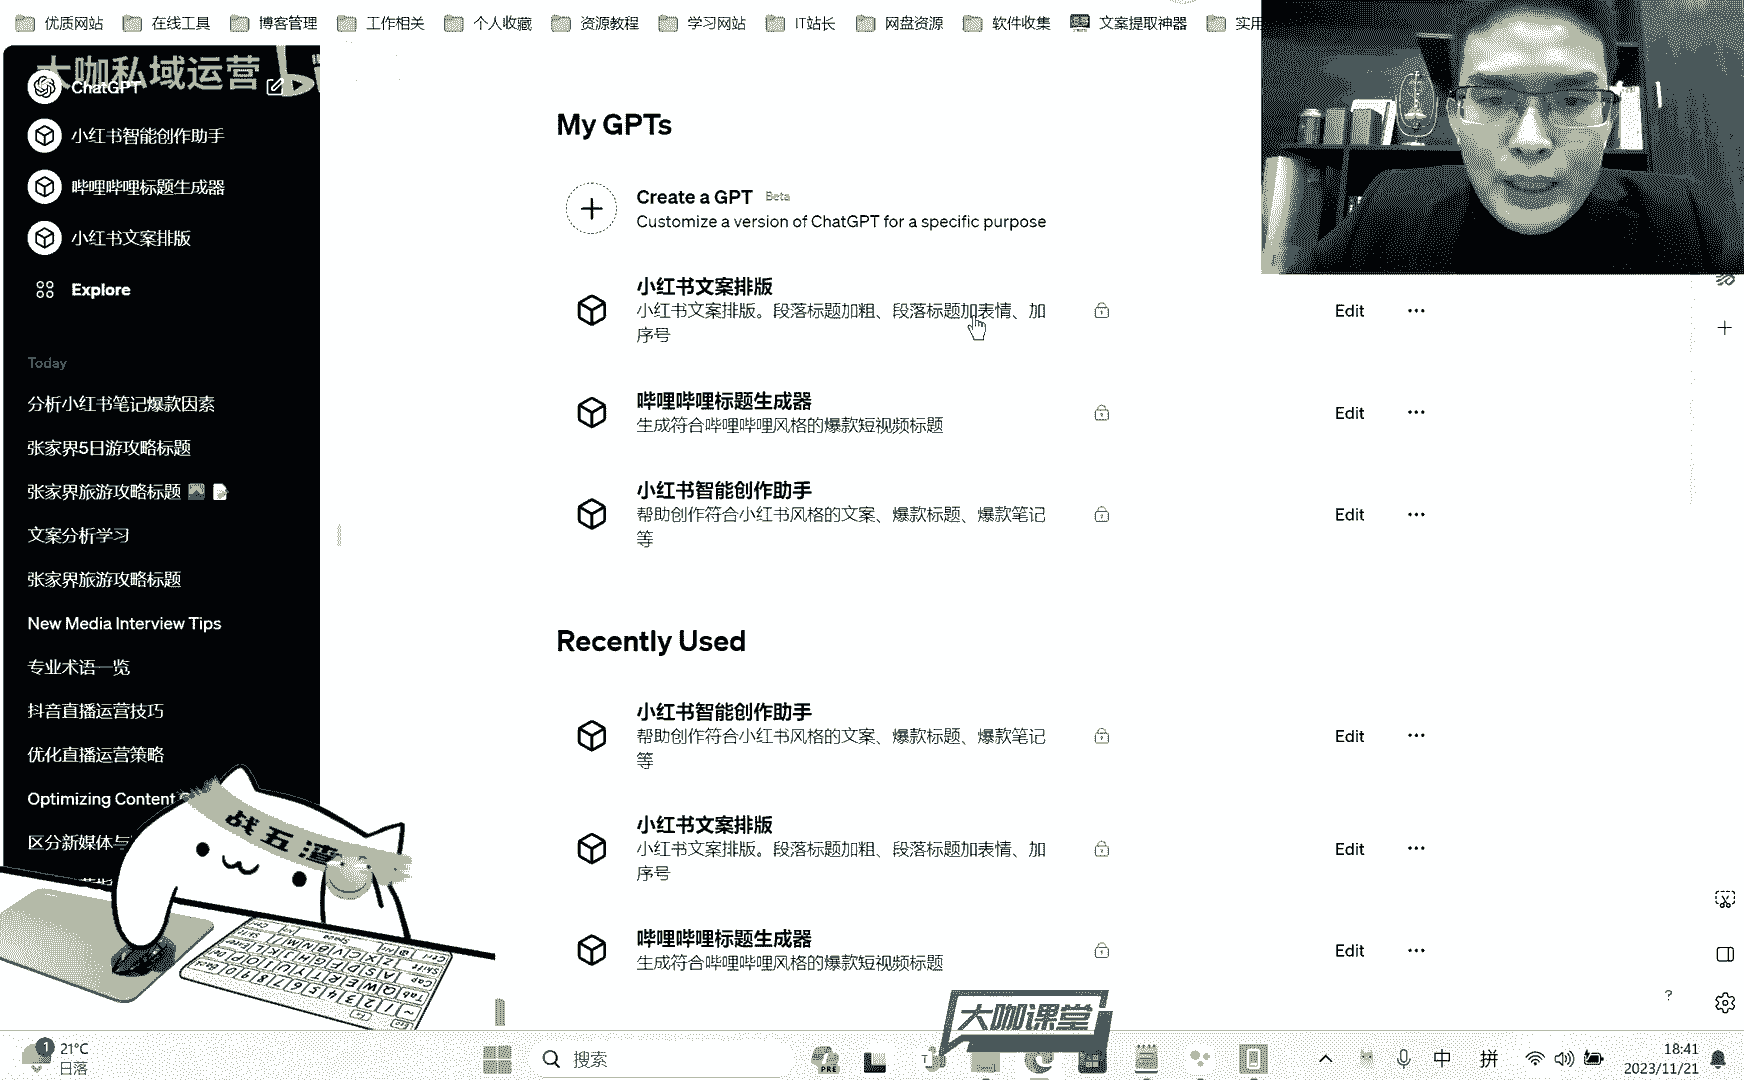 优质网站
在线工具
博客管理
工作相关
个人收藏
资源教程
学习网站
IT站长
网盘资源
软件收集
文案提取神器
实用
大咖私域运营
ChatGPT
小红书智能创作助手
哔哩哔哩标题生成器
小红书文案排版
Explore
Today
分析小红书笔记爆款因素
张家界5日游攻略标题
张家界旅游攻略标题
文案分析学习
张家界旅游攻略标题
New Media Interview Tips
专业术语一览
抖音直播运营技巧
优化直播运营策略
Optimizing Content
区分新媒体与
My GPTs
Create a GPT Beta
Customize a version of ChatGPT for a specific purpose
小红书文案排版
小红书文案排版。段落标题加粗、段落标题加表情、加
序号
Edit
哔哩哔哩标题生成器
生成符合哔哩哔哩风格的爆款短视频标题
Edit
小红书智能创作助手
帮助创作符合小红书风格的文案、爆款标题、爆款笔记
等
Edit
Recently Used
小红书智能创作助手
帮助创作符合小红书风格的文案、爆款标题、爆款笔记
等
Edit
小红书文案排版
小红书文案排版。段落标题加粗、段落标题加表情、加
序号
Edit
哔哩哔哩标题生成器
生成符合哔哩哔哩风格的爆款短视频标题
Edit
战五渣
大咖课堂
?
1
21°C
日落
搜索
PRE
中
拼
18:41
2023/11/21